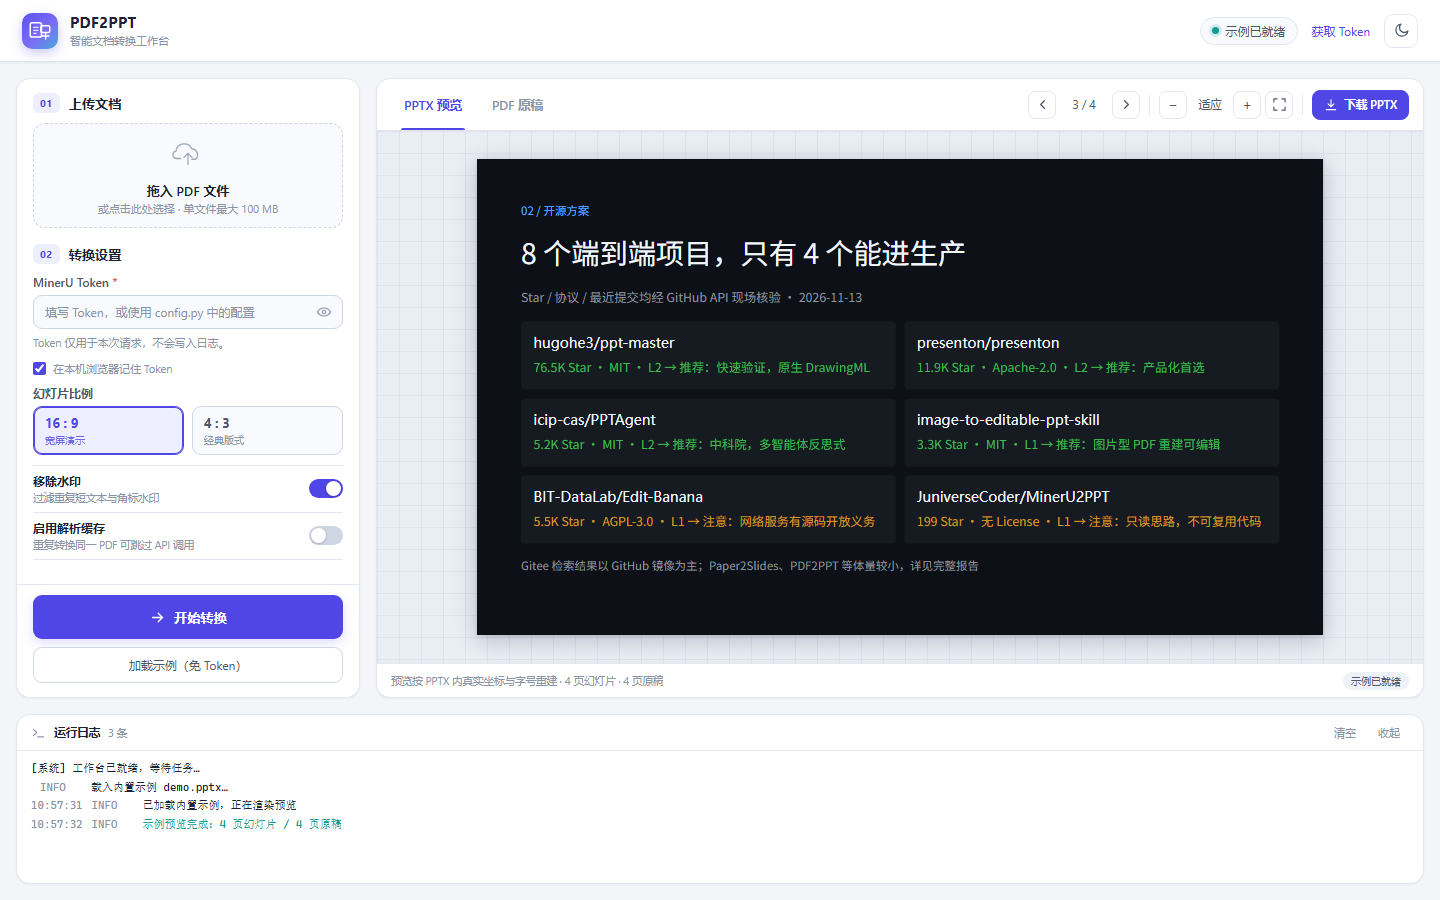 PDF2PPT
智能文档转换工作台
示例已就绪
获取 Token
01 上传文档
拖入 PDF 文件
或点击此处选择 · 单文件最大 100 MB
02 转换设置
MinerU Token *
填写 Token，或使用 config.py 中的配置
Token 仅用于本次请求，不会写入日志。
在本机浏览器记住 Token
幻灯片比例
16 : 9
宽屏演示
4 : 3
经典版式
移除水印
过滤重复短文本与角标水印
启用解析缓存
重复转换同一 PDF 可跳过 API 调用
开始转换
加载示例（免 Token）
PPTX 预览
PDF 原稿
3 / 4
适应
下载 PPTX
02 / 开源方案
8 个端到端项目，只有 4 个能进生产
Star / 协议 / 最近提交均经 GitHub API 现场核验 · 2026-11-13
hugohe3/ppt-master
76.5K Star · MIT · L2 → 推荐：快速验证，原生 DrawingML
presenton/presenton
11.9K Star · Apache-2.0 · L2 → 推荐：产品化首选
icip-cas/PPTAgent
5.2K Star · MIT · L2 → 推荐：中科院，多智能体反思式
image-to-editable-ppt-skill
3.3K Star · MIT · L1 → 推荐：图片型 PDF 重建可编辑
BIT-DataLab/Edit-Banana
5.5K Star · AGPL-3.0 · L1 → 注意：网络服务有源码开放义务
JuniverseCoder/MinerU2PPT
199 Star · 无 License · L1 → 注意：只读思路，不可复用代码
Gitee 检索结果以 GitHub 镜像为主；Paper2Slides、PDF2PPT 等体量较小，详见完整报告
预览按 PPTX 内真实坐标与字号重建 · 4 页幻灯片 · 4 页原稿
示例已就绪
运行日志 3 条
清空
收起
[系统] 工作台已就绪，等待任务…
INFO 载入内置示例 demo.pptx…
10:57:31 INFO 已加载内置示例，正在渲染预览
10:57:32 INFO 示例预览完成：4 页幻灯片 / 4 页原稿